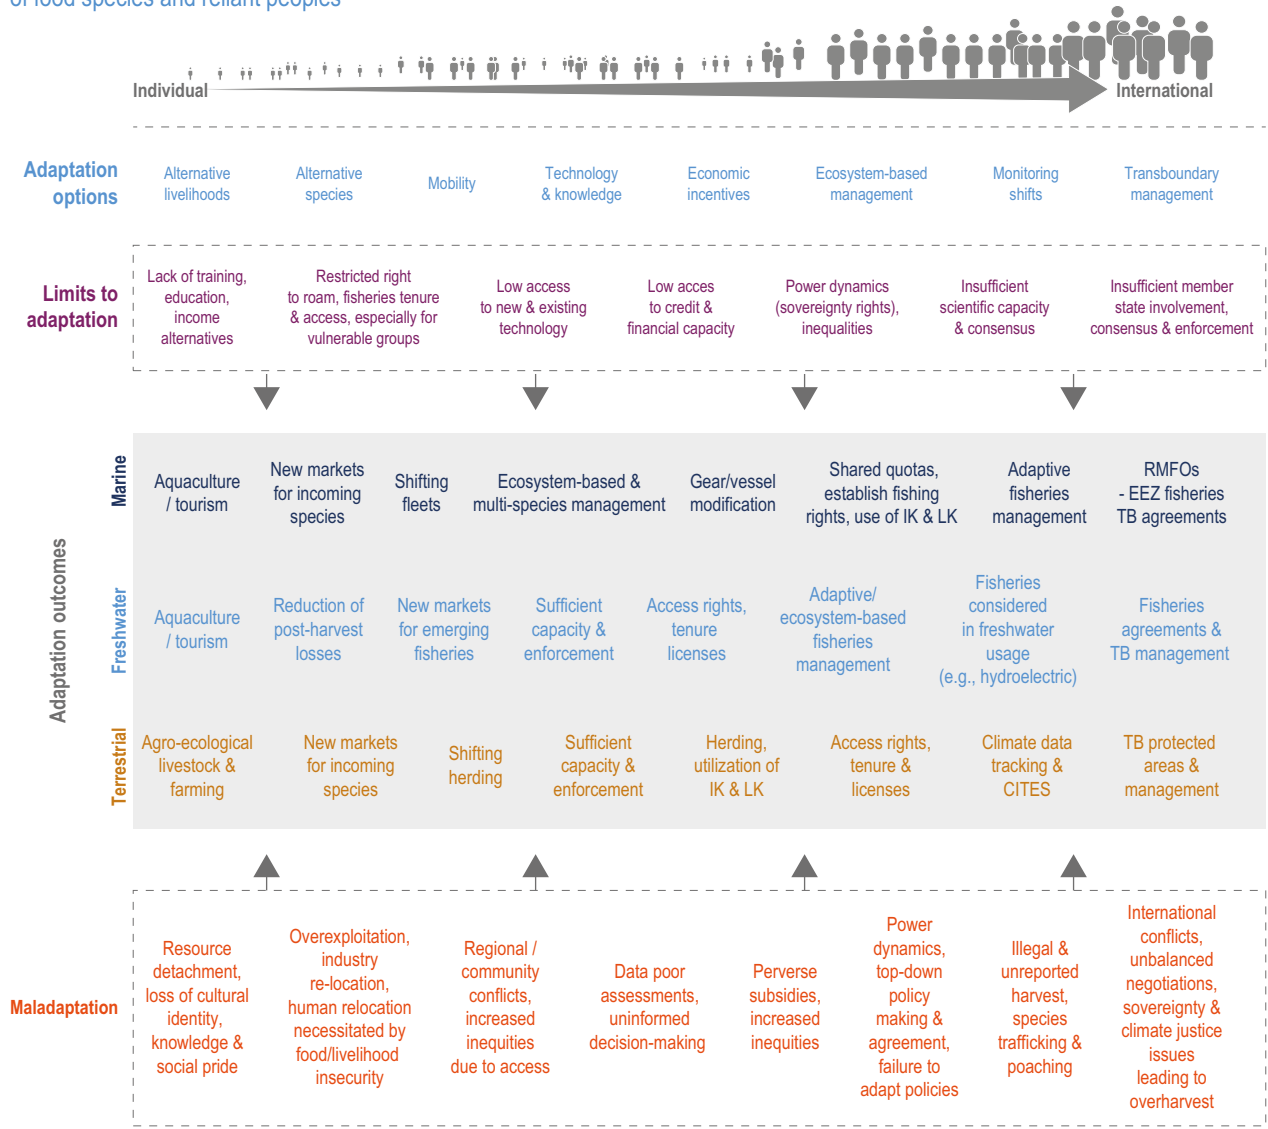 of food species and reliant peoples
Individual
International
Adaptation
options
Alternative
livelihoods
Alternative
species
Mobility
Technology
& knowledge
Economic
incentives
Ecosystem-based
management
Monitoring
shifts
Transboundary
management
Limits to
adaptation
Lack of training,
education,
income
alternatives
Restricted right
to roam, fisheries tenure
& access, especially for
vulnerable groups
Low access
to new & existing
technology
Low acces
to credit &
financial capacity
Power dynamics
(sovereignty rights),
inequalities
Insufficient
scientific capacity
& consensus
Insufficient member
state involvement,
consensus & enforcement
Adaptation outcomes
Marine
Aquaculture
/ tourism
New markets
for incoming
species
Shifting
fleets
Ecosystem-based &
multi-species management
Gear/vessel
modification
Shared quotas,
establish fishing
rights, use of IK & LK
Adaptive
fisheries
management
RMFOs
- EEZ fisheries
TB agreements
Freshwater
Aquaculture
/ tourism
Reduction of
post-harvest
losses
New markets
for emerging
fisheries
Sufficient
capacity &
enforcement
Access rights,
tenure
licenses
Adaptive/
ecosystem-based
fisheries
management
Fisheries
considered
in freshwater
usage
(e.g., hydroelectric)
Fisheries
agreements &
TB management
Terrestrial
Agro-ecological
livestock &
farming
New markets
for incoming
species
Shifting
herding
Sufficient
capacity &
enforcement
Herding,
utilization of
IK & LK
Access rights,
tenure &
licenses
Climate data
tracking &
CITES
TB protected
areas &
management
Maladaptation
Resource
detachment,
loss of cultural
identity,
knowledge &
social pride
Overexploitation,
industry
re-location,
human relocation
necessitated by
food/livelihood
insecurity
Regional /
community
conflicts,
increased
inequities
due to access
Data poor
assessments,
uninformed
decision-making
Perverse
subsidies,
increased
inequities
Power
dynamics,
top-down
policy
making &
agreement,
failure to
adapt policies
Illegal &
unreported
harvest,
species
trafficking &
poaching
International
conflicts,
unbalanced
negotiations,
sovereignty &
climate justice
issues
leading to
overharvest